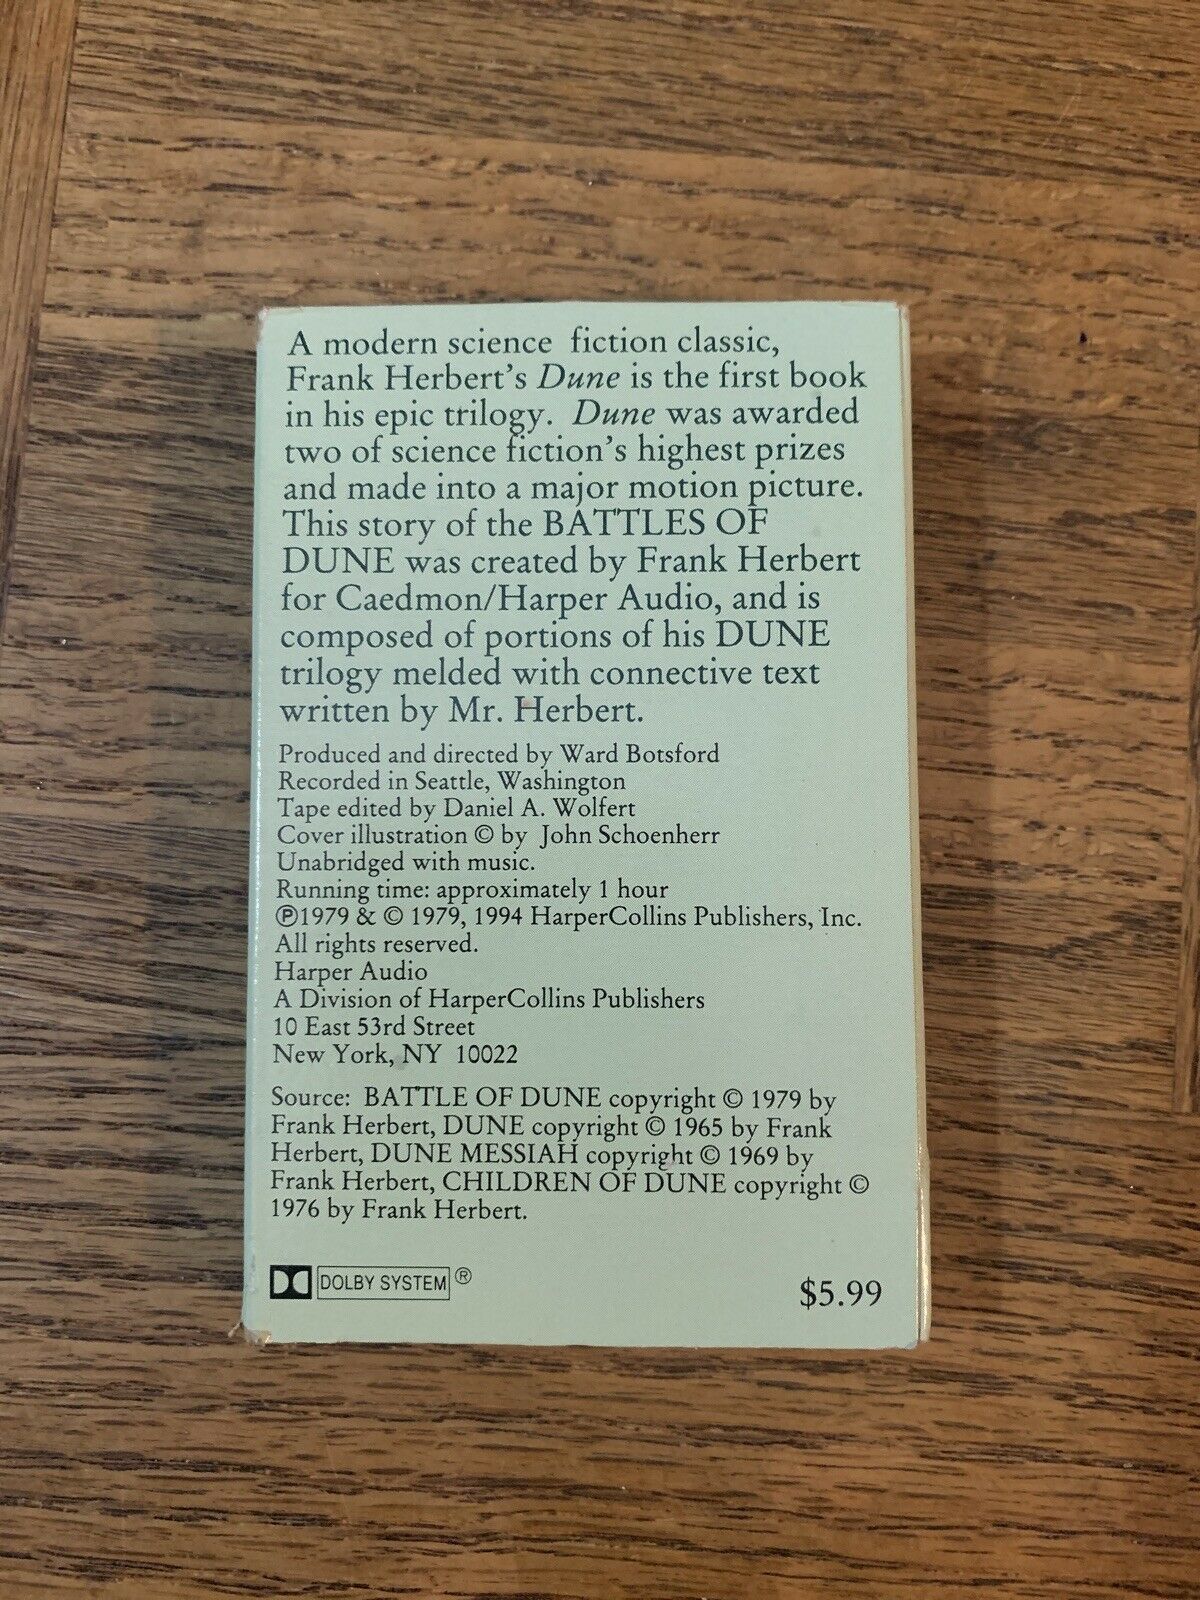 A modern science fiction classic,
Frank Herbert's Dune is the first book
in his epic trilogy. Dune was awarded
two of science fiction's highest prizes
and made into a major motion picture.
This story of the BATTLES OF
DUNE was created by Frank Herbert
for Caedmon/Harper Audio, and is
composed of portions of his DUNE
trilogy melded with connective text
written by Mr. Herbert.
Produced and directed by Ward Botsford
Recorded in Seattle, Washington
Tape edited by Daniel A. Wolfert
Cover illustration © by John Schoenherr
Unabridged with music.
Running time: approximately 1 hour
℗1979 & © 1979, 1994 HarperCollins Publishers, Inc.
All rights reserved.
Harper Audio
A Division of HarperCollins Publishers
10 East 53rd Street
New York, NY 10022
Source: BATTLE OF DUNE copyright © 1979 by
Frank Herbert, DUNE copyright © 1965 by Frank
Herbert, DUNE MESSIAH copyright © 1969 by
Frank Herbert, CHILDREN OF DUNE copyright ©
1976 by Frank Herbert.
DOLBY SYSTEM ®
$5.99